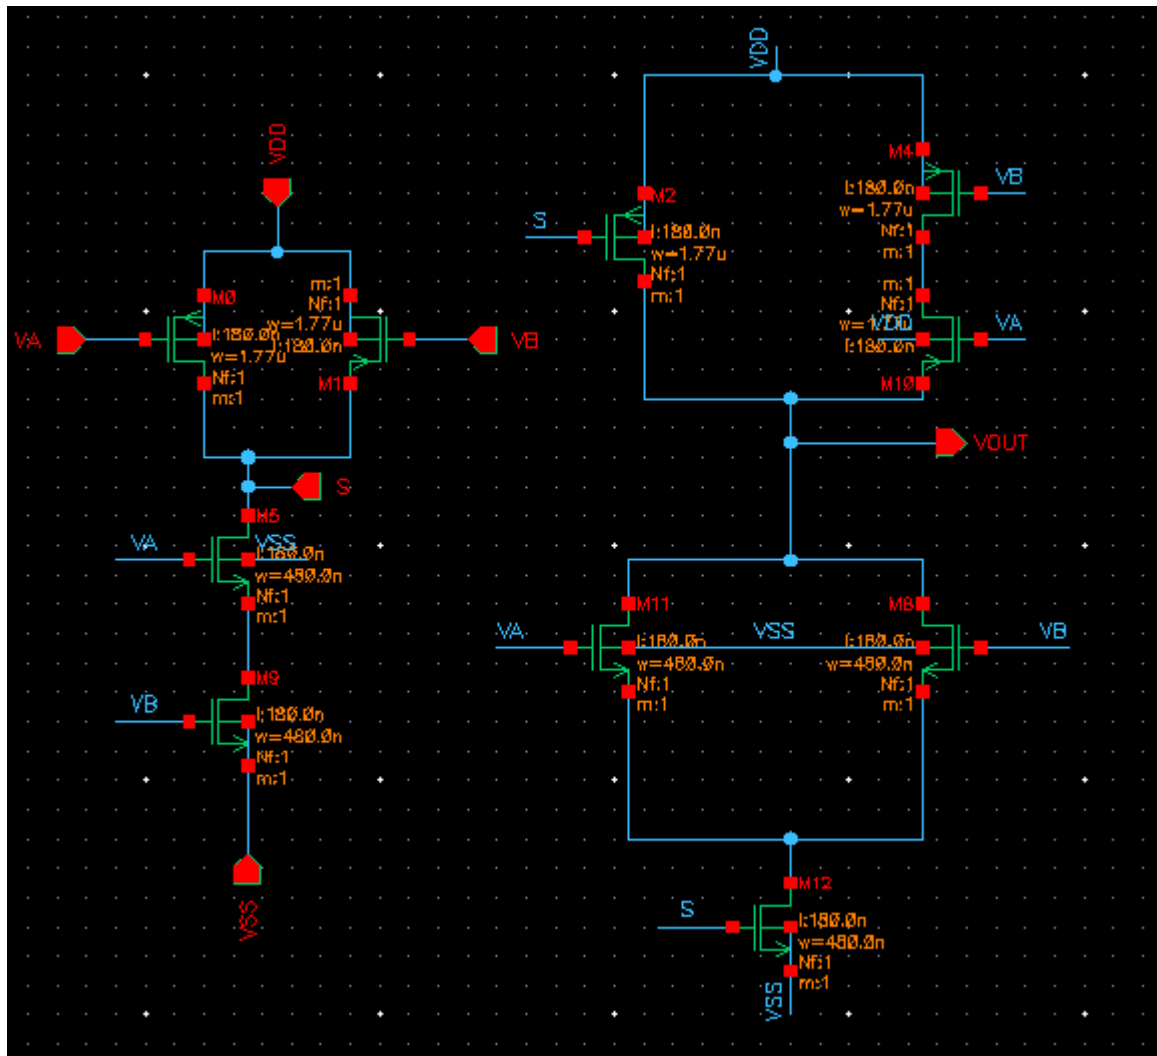 VDD
VA
M0
l:180.0n
w=1.77u
Nf:1
m:1
m:1
Nf:1
w=1.77u
l:180.0n
M1
VB
S
M5
VA
VSS
l:180.0n
w=480.0n
Nf:1
m:1
M9
VB
l:180.0n
w=480.0n
Nf:1
m:1
VSS
VDD
M2
S
l:180.0n
w=1.77u
Nf:1
m:1
M4
VB
l:180.0n
w=1.77u
Nf:1
m:1
m:1
Nf:1
w=1.77u
VDD
VA
l:180.0n
M10
VOUT
M11
VA
l:180.0n
w=480.0n
Nf:1
m:1
VSS
M8
VB
l:180.0n
w=480.0n
Nf:1
m:1
M12
S
l:180.0n
w=480.0n
Nf:1
m:1
VSS